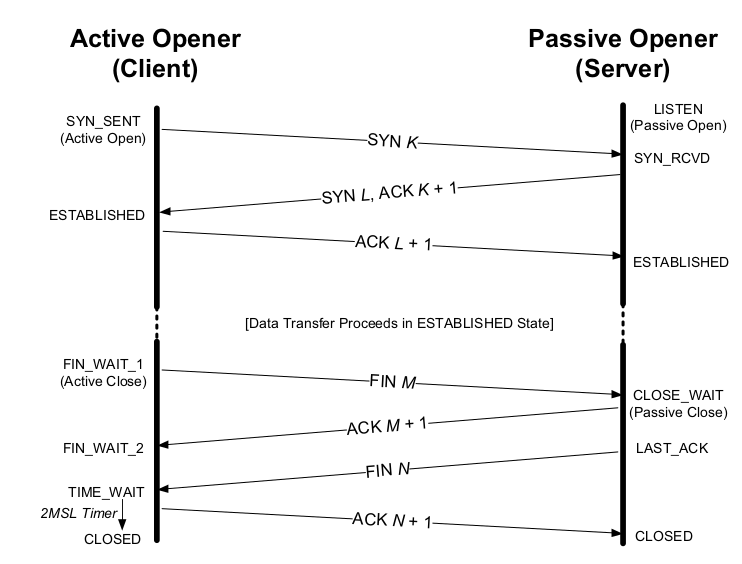 Active Opener
(Client)
Passive Opener
(Server)
SYN_SENT
(Active Open)
LISTEN
(Passive Open)
SYN K
SYN_RCVD
SYN L, ACK K + 1
ESTABLISHED
ACK L + 1
ESTABLISHED
[Data Transfer Proceeds in ESTABLISHED State]
FIN_WAIT_1
(Active Close)
FIN M
CLOSE_WAIT
(Passive Close)
ACK M + 1
FIN_WAIT_2
LAST_ACK
FIN N
TIME_WAIT
2MSL Timer
ACK N + 1
CLOSED
CLOSED